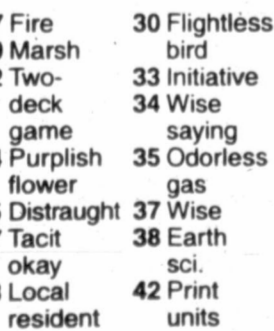 Fire
Marsh
Two-
deck
game
Purplish
flower
Distraught
Tacit
okay
Local
resident
30 Flightless
bird
33 Initiative
34 Wise
saying
35 Odorless
gas
37 Wise
38 Earth
sci.
42 Print
units